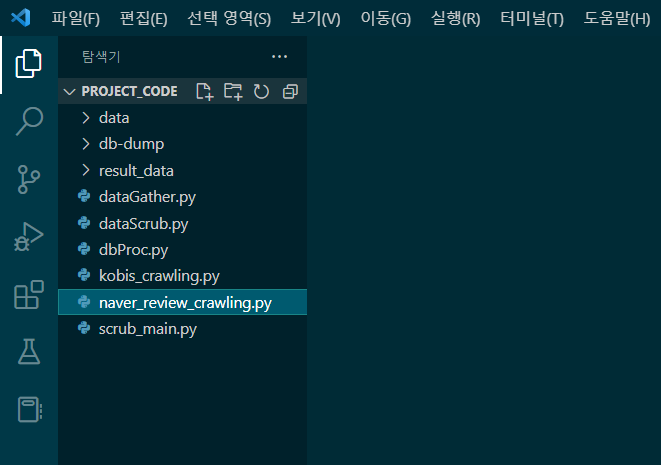 파일(F) 편집(E) 선택 영역(S) 보기(V) 이동(G) 실행(R) 터미널(T) 도움말(H)
탐색기
PROJECT_CODE
data
db-dump
result_data
dataGather.py
dataScrub.py
dbProc.py
kobis_crawling.py
naver_review_crawling.py
scrub_main.py